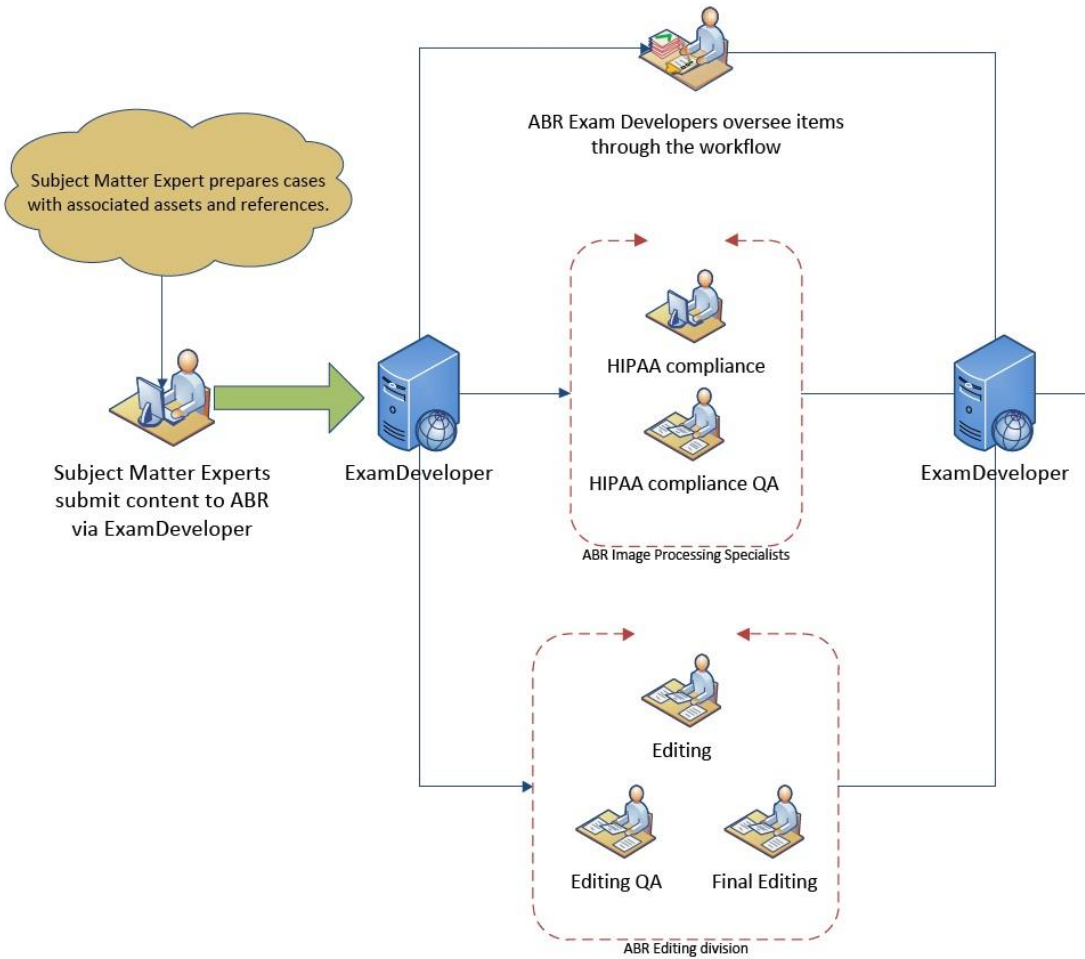 ABR Exam Developers oversee items
through the workflow
Subject Matter Expert prepares cases
with associated assets and references.
HIPAA compliance
HIPAA compliance QA
ABR Image Processing Specialists
Subject Matter Experts
submit content to ABR
via ExamDeveloper
ExamDeveloper
ExamDeveloper
Editing
Editing QA
Final Editing
ABR Editing division